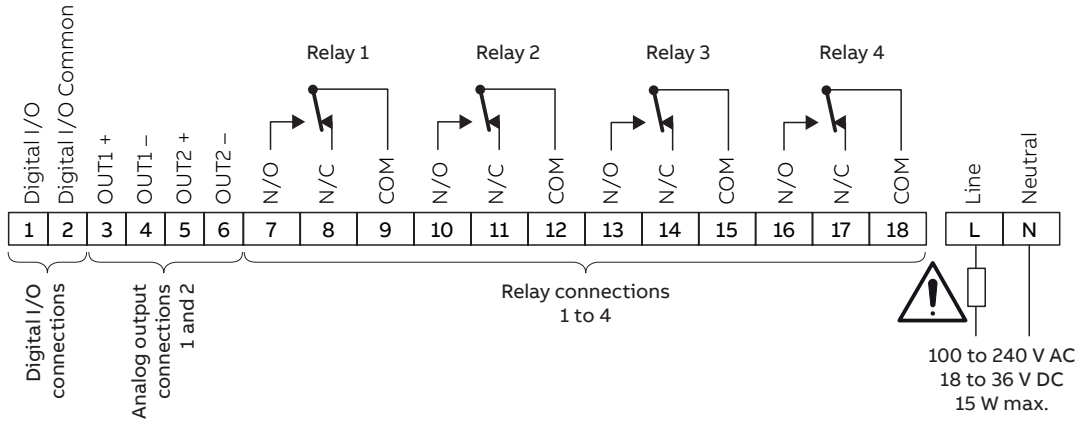 Relay 1
Relay 2
Relay 3
Relay 4
Digital I/O
Digital I/O Common
OUT1 +
OUT1 –
OUT2 +
OUT2 –
N/O
N/C
COM
N/O
N/C
COM
N/O
N/C
COM
N/O
N/C
COM
Line
Neutral
1
2
3
4
5
6
7
8
9
10
11
12
13
14
15
16
17
18
L
N
Digital I/O
connections
Analog output
connections
1 and 2
Relay connections
1 to 4
!
100 to 240 V AC
18 to 36 V DC
15 W max.